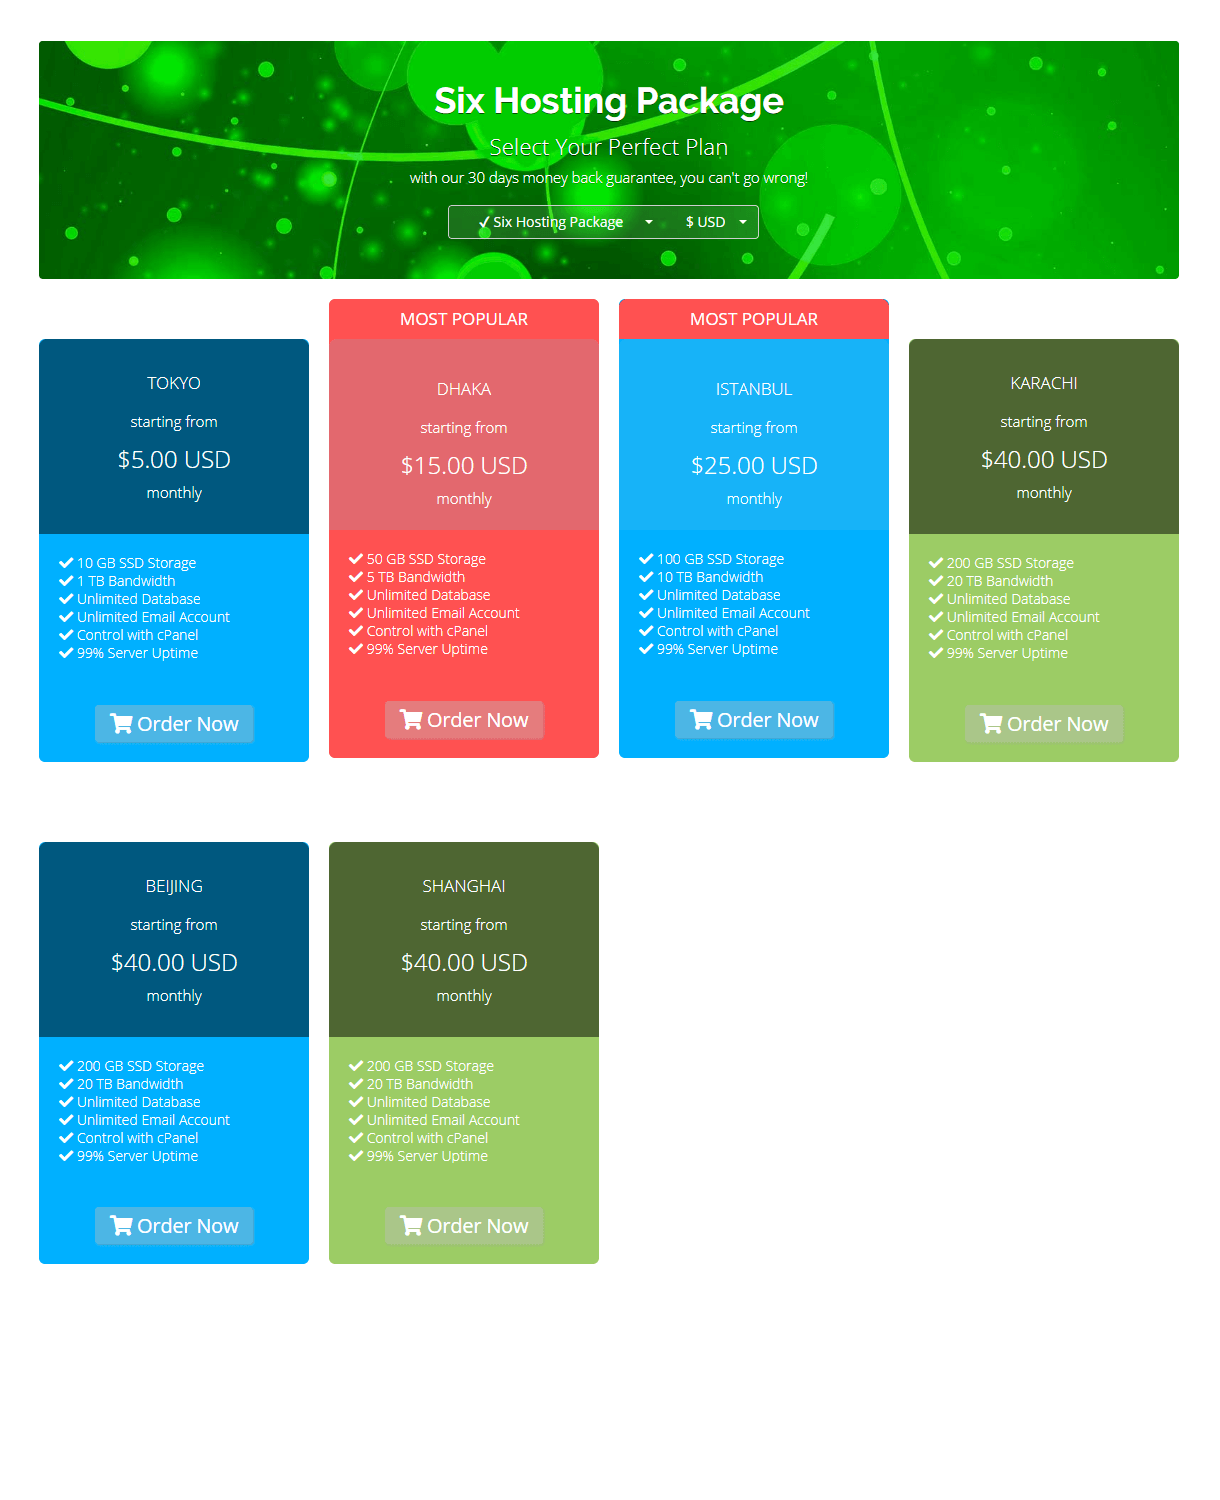 Six Hosting Package
Select Your Perfect Plan
with our 30 days money back guarantee, you can't go wrong!
✓ Six Hosting Package
$ USD
TOKYO
starting from
$5.00 USD
monthly
10 GB SSD Storage
1 TB Bandwidth
Unlimited Database
Unlimited Email Account
Control with cPanel
99% Server Uptime
Order Now
MOST POPULAR
DHAKA
starting from
$15.00 USD
monthly
50 GB SSD Storage
5 TB Bandwidth
Unlimited Database
Unlimited Email Account
Control with cPanel
99% Server Uptime
Order Now
MOST POPULAR
ISTANBUL
starting from
$25.00 USD
monthly
100 GB SSD Storage
10 TB Bandwidth
Unlimited Database
Unlimited Email Account
Control with cPanel
99% Server Uptime
Order Now
KARACHI
starting from
$40.00 USD
monthly
200 GB SSD Storage
20 TB Bandwidth
Unlimited Database
Unlimited Email Account
Control with cPanel
99% Server Uptime
Order Now
BEIJING
starting from
$40.00 USD
monthly
200 GB SSD Storage
20 TB Bandwidth
Unlimited Database
Unlimited Email Account
Control with cPanel
99% Server Uptime
Order Now
SHANGHAI
starting from
$40.00 USD
monthly
200 GB SSD Storage
20 TB Bandwidth
Unlimited Database
Unlimited Email Account
Control with cPanel
99% Server Uptime
Order Now